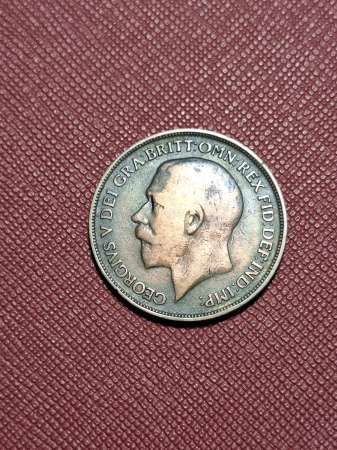 GEORGIVS V DEI GRA:BRITT:OMN:REX FID:DEF:IND:IMP: